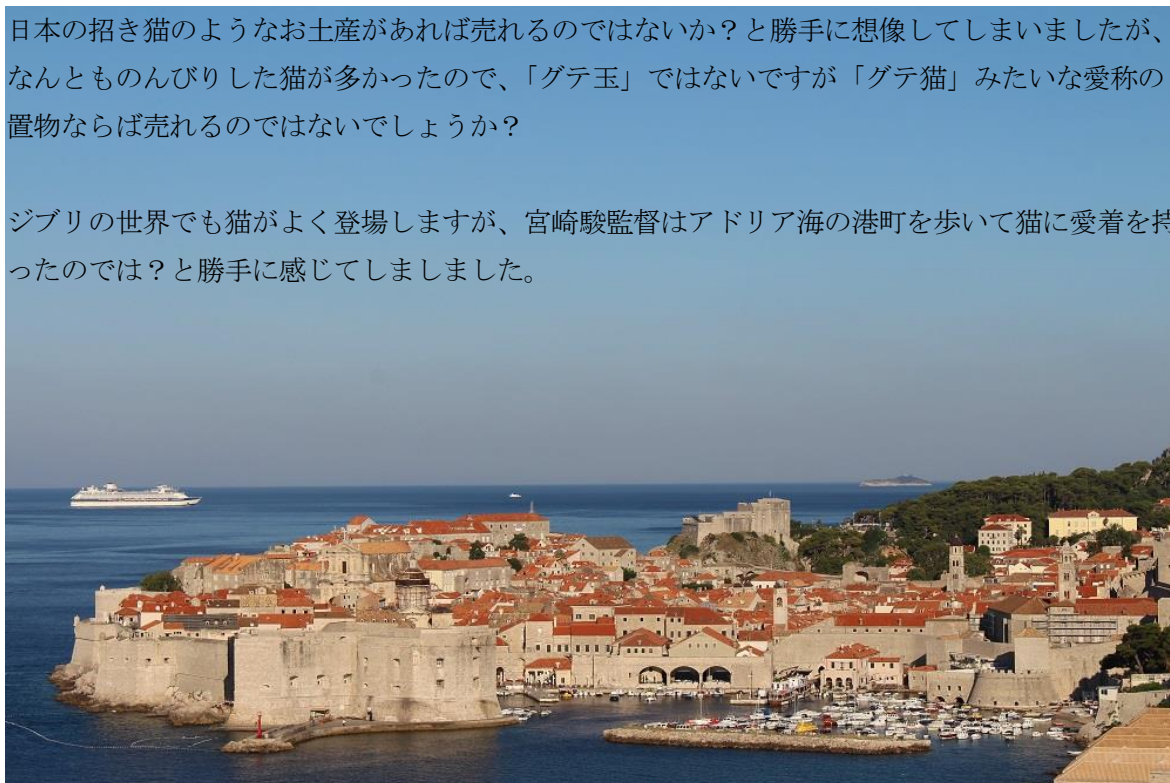 日本の招き猫のようなお土産があれば売れるのではないか？と勝手に想像してしまいましたが、
なんとものんびりした猫が多かったので、「グテ玉」ではないですが「グテ猫」みたいな愛称の
置物ならば売れるのではないでしょうか？
ジブリの世界でも猫がよく登場しますが、宮崎駿監督はアドリア海の港町を歩いて猫に愛着を持
ったのでは？と勝手に感じてしましました。